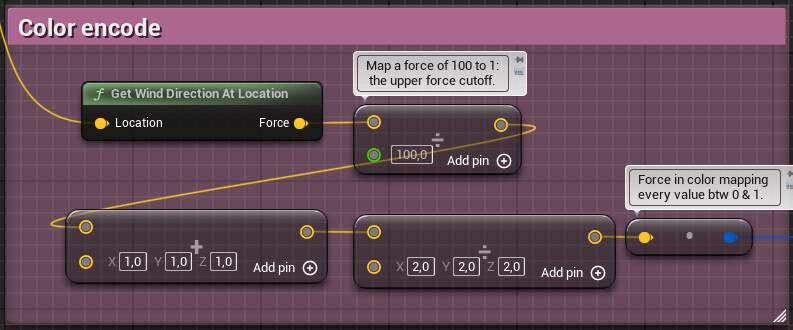 Color encode
Map a force of 100 to 1:
the upper force cutoff.
f Get Wind Direction At Location
Location Force
÷
100,0 Add pin
Force in color mapping
every value btw 0 & 1.
+
X 1,0 Y 1,0 Z 1,0
Add pin
÷
X 2,0 Y 2,0 Z 2,0
Add pin